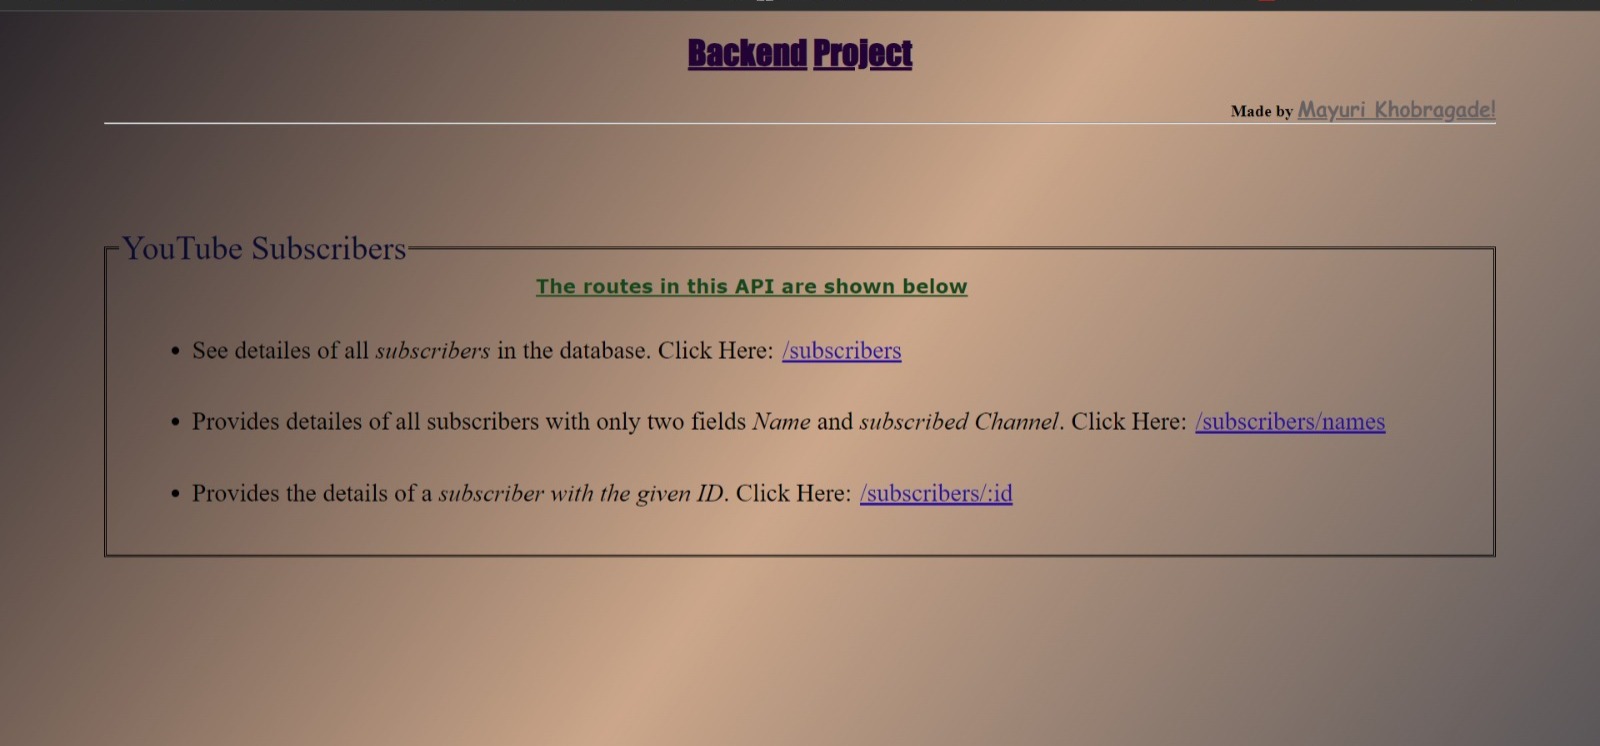 Backend Project
Made by Mayuri Khobragade!
YouTube Subscribers
The routes in this API are shown below
• See detailes of all subscribers in the database. Click Here: /subscribers
• Provides detailes of all subscribers with only two fields Name and subscribed Channel. Click Here: /subscribers/names
• Provides the details of a subscriber with the given ID. Click Here: /subscribers/:id